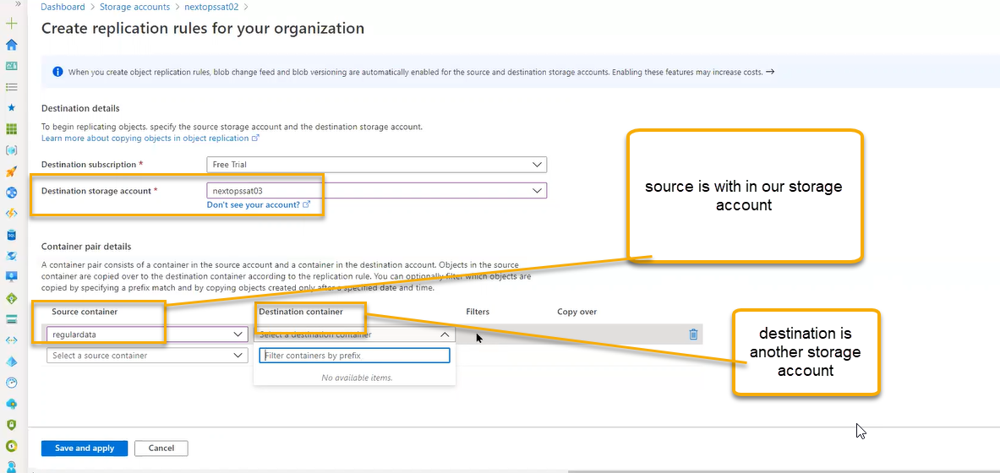 Dashboard > Storage accounts > nextopssat02 >
Create replication rules for your organization
When you create object replication rules, blob change feed and blob versioning are automatically enabled for the source and destination storage accounts. Enabling these features may increase costs. →
Destination details
To begin replicating objects, specify the source storage account and the destination storage account.
Learn more about copying objects in object replication
Destination subscription *
Free Trial
Destination storage account *
nextopssat03
Don't see your account?
source is with in our storage
account
Container pair details
A container pair consists of a container in the source account and a container in the destination account. Objects in the source
container are copied over to the destination container according to the replication rule. You can optionally filter which objects are
copied by specifying a prefix match and by copying objects created only after a specified date and time.
Source container
Destination container
Filters
Copy over
regulardata
Select a destination container
Select a source container
Filter containers by prefix
No available items.
destination is
another storage
account
Save and apply
Cancel
SQL